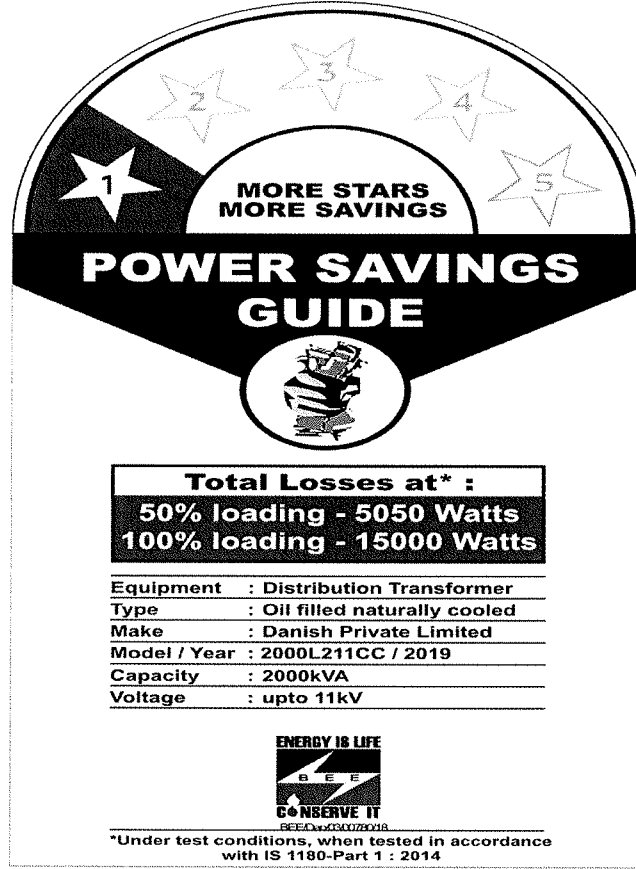 1
2
3
4
5
MORE STARS
MORE SAVINGS
POWER SAVINGS
GUIDE
Total Losses at* :
50% loading - 5050 Watts
100% loading - 15000 Watts
Equipment : Distribution Transformer
Type : Oil filled naturally cooled
Make : Danish Private Limited
Model / Year : 2000L211CC / 2019
Capacity : 2000kVA
Voltage : upto 11kV
ENERGY IS LIFE
B E E
CONSERVE IT
*Under test conditions, when tested in accordance
with IS 1180-Part 1 : 2014